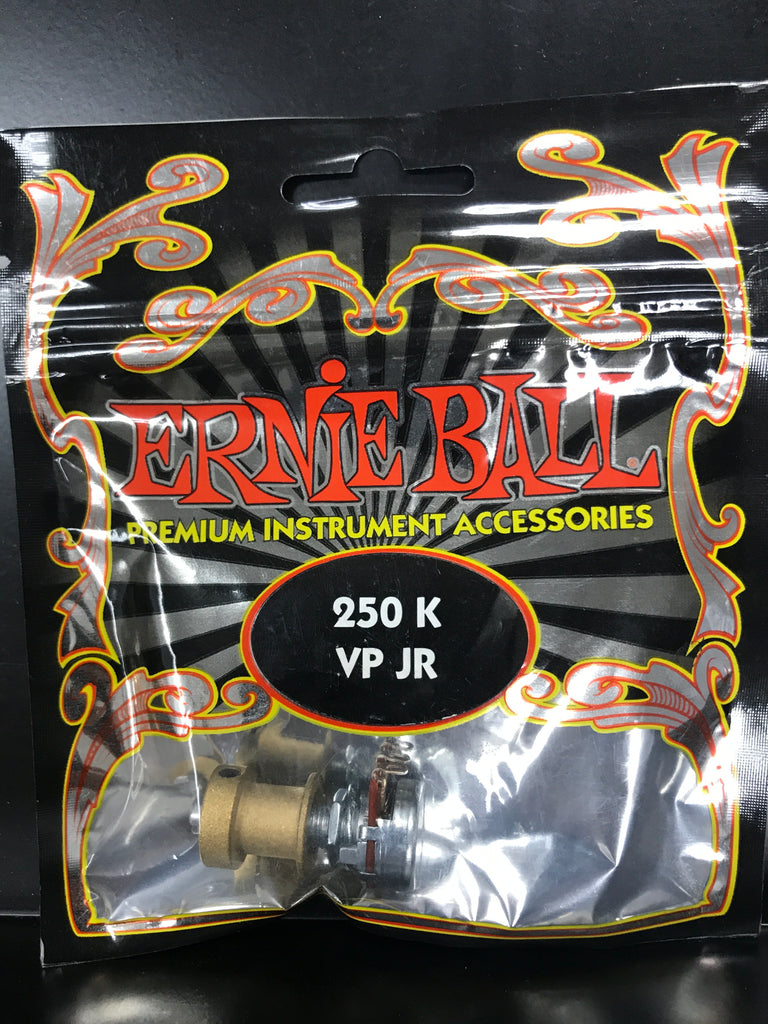 ERNiE BALL
PREMIUM INSTRUMENT ACCESSORIES
250 K
VP JR